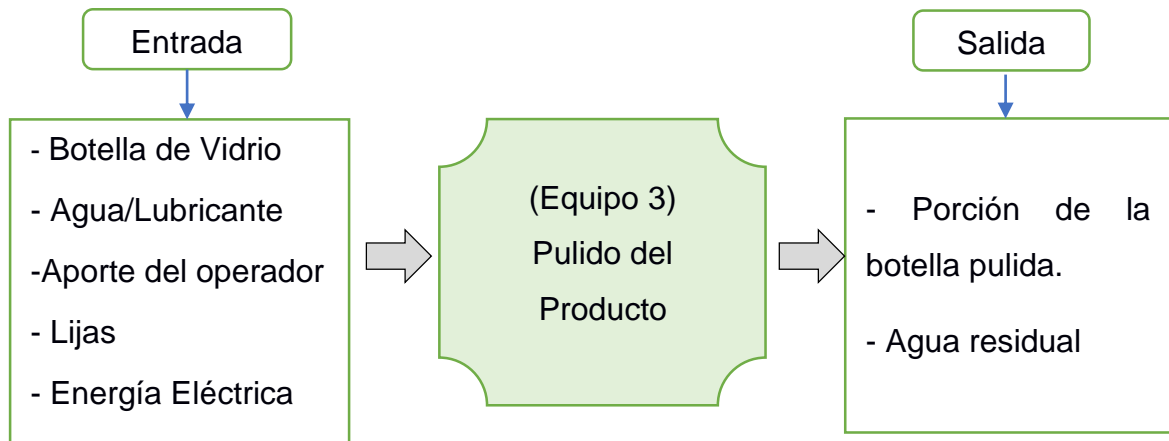 Entrada
- Botella de Vidrio
- Agua/Lubricante
-Aporte del operador
- Lijas
- Energía Eléctrica
(Equipo 3)
Pulido del
Producto
Salida
- Porción de la
botella pulida.
- Agua residual